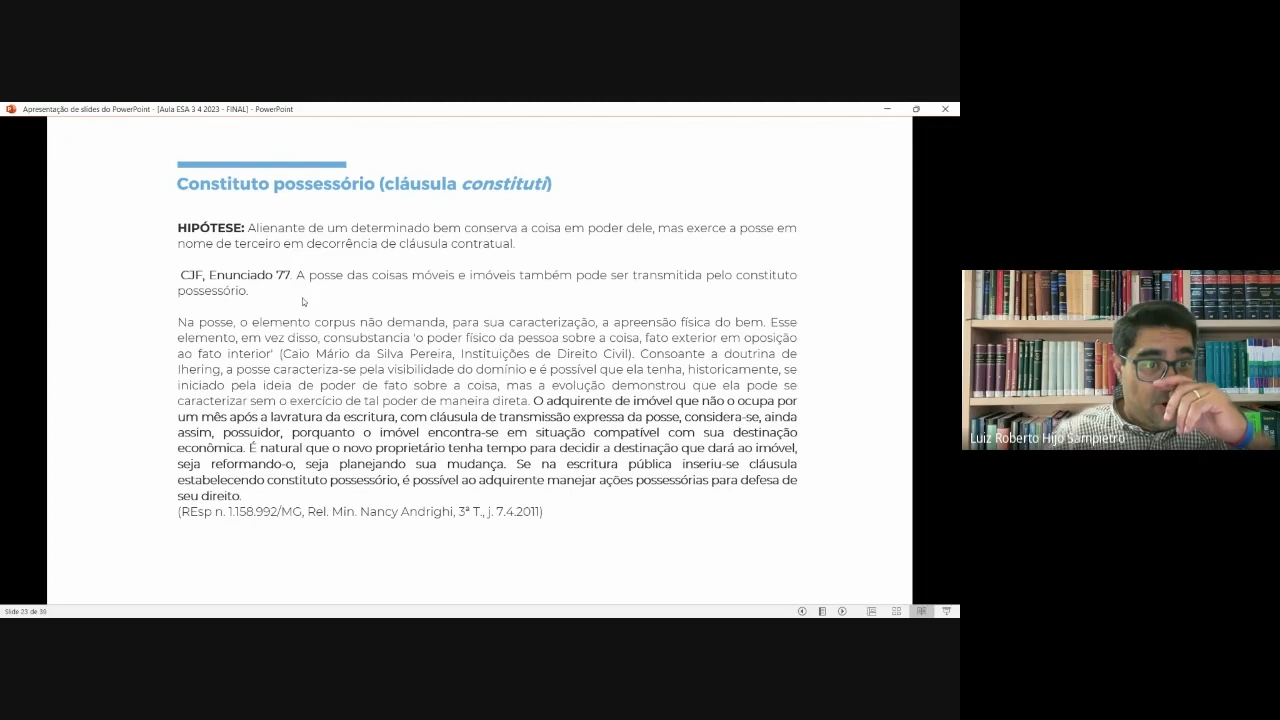 Apresentação de slides do PowerPoint - [Aula ESA 3 4 2023 - FINAL] - PowerPoint
Constituto possessório (cláusula constituti)
HIPÓTESE: Alienante de um determinado bem conserva a coisa em poder dele, mas exerce a posse em
nome de terceiro em decorrência de cláusula contratual.
CJF, Enunciado 77. A posse das coisas móveis e imóveis também pode ser transmitida pelo constituto
possessório.
Na posse, o elemento corpus não demanda, para sua caracterização, a apreensão física do bem. Esse
elemento, em vez disso, consubstancia 'o poder físico da pessoa sobre a coisa, fato exterior em oposição
ao fato interior' (Caio Mário da Silva Pereira, Instituições de Direito Civil). Consoante a doutrina de
Ihering, a posse caracteriza-se pela visibilidade do domínio e é possível que ela tenha, historicamente, se
iniciado pela ideia de poder de fato sobre a coisa, mas a evolução demonstrou que ela pode se
caracterizar sem o exercício de tal poder de maneira direta. O adquirente de imóvel que não o ocupa por
um mês após a lavratura da escritura, com cláusula de transmissão expressa da posse, considera-se, ainda
assim, possuidor, porquanto o imóvel encontra-se em situação compatível com sua destinação
econômica. É natural que o novo proprietário tenha tempo para decidir a destinação que dará ao imóvel,
seja reformando-o, seja planejando sua mudança. Se na escritura pública inseriu-se cláusula
estabelecendo constituto possessório, é possível ao adquirente manejar ações possessórias para defesa de
seu direito.
(REsp n. 1.158.992/MG, Rel. Min. Nancy Andrighi, 3ª T., j. 7.4.2011)
Luiz Roberto Hijo Sampietro
Slide 23 de 39